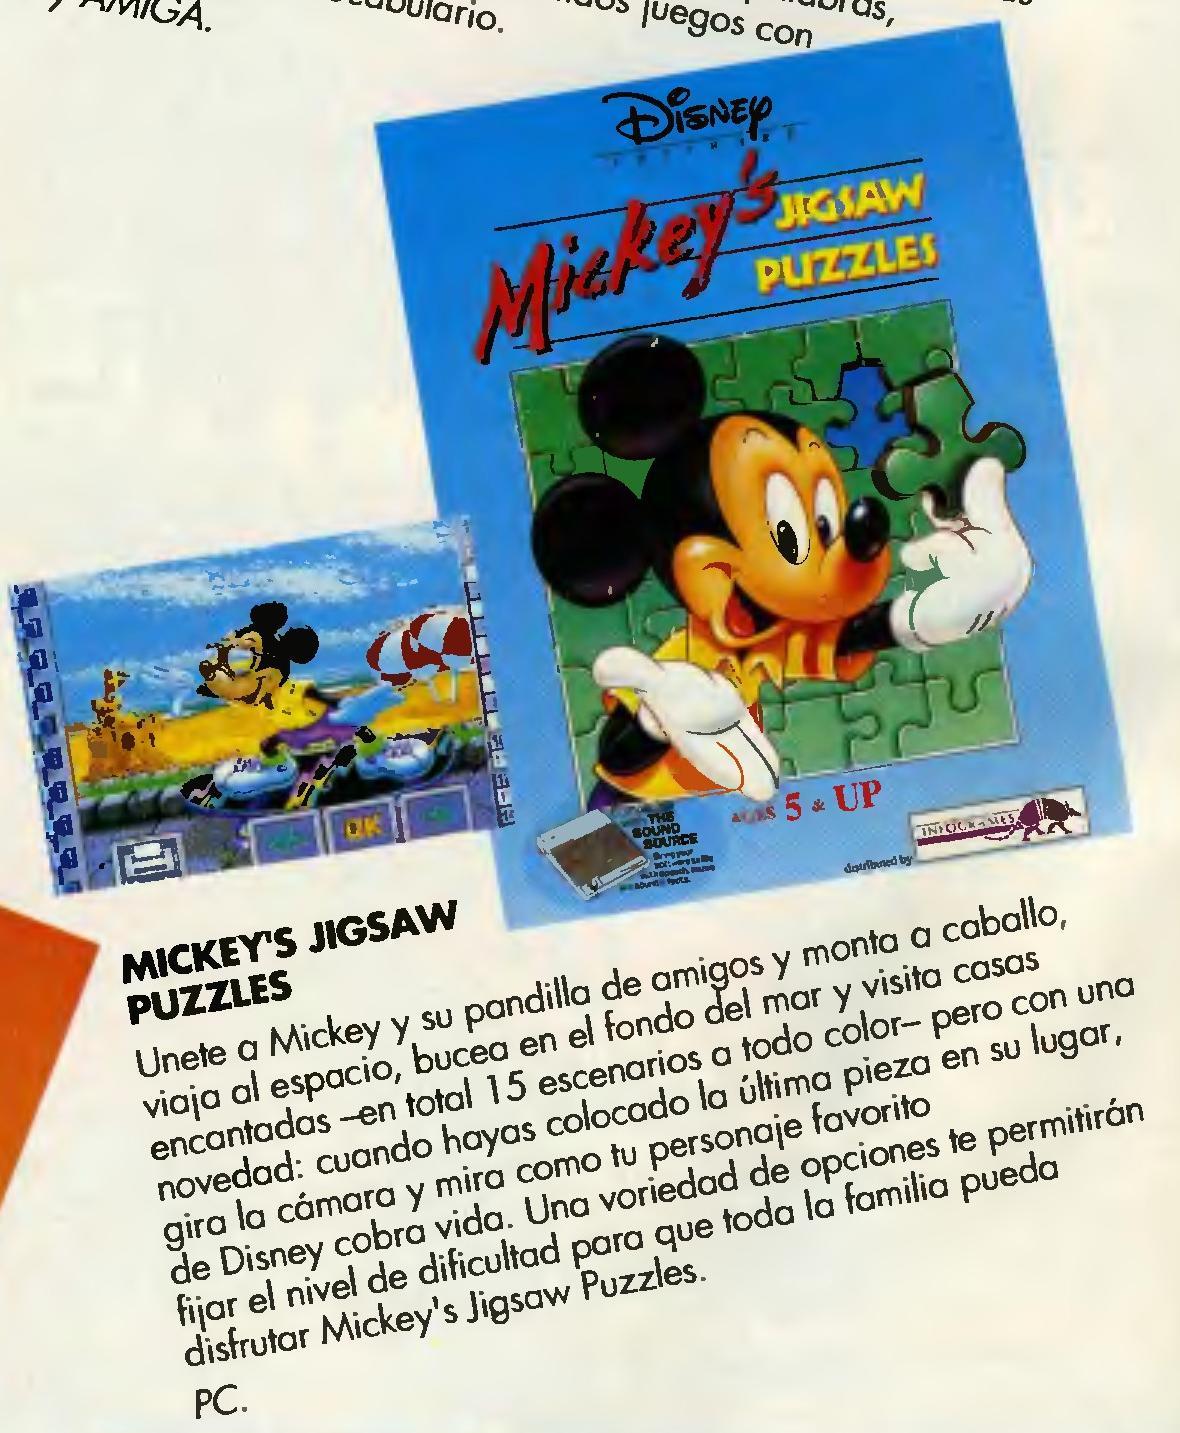 y AMIGA.
juegos con
Disney
SOFTWARE
Mickey's JIGSAW
PUZZLES
OK
THE
SOUND
SOURCE
AGES 5 & UP
distributed by
INFOGRAMES
MICKEY'S JIGSAW
PUZZLES
Unete a Mickey y su pandilla de amigos y monta a caballo,
viaja al espacio, bucea en el fondo del mar y visita casas
encantadas –en total 15 escenarios a todo color– pero con una
novedad: cuando hayas colocado la última pieza en su lugar,
gira la cámara y mira como tu personaje favorito
de Disney cobra vida. Una voriedad de opciones te permitirán
fijar el nivel de dificultad para que toda la familia pueda
disfrutar Mickey's Jigsaw Puzzles.
PC.